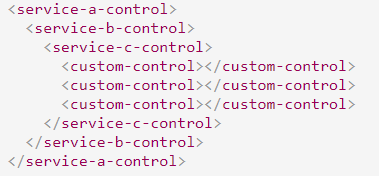 <service-a-control>
<service-b-control>
<service-c-control>
<custom-control></custom-control>
<custom-control></custom-control>
<custom-control></custom-control>
</service-c-control>
</service-b-control>
</service-a-control>